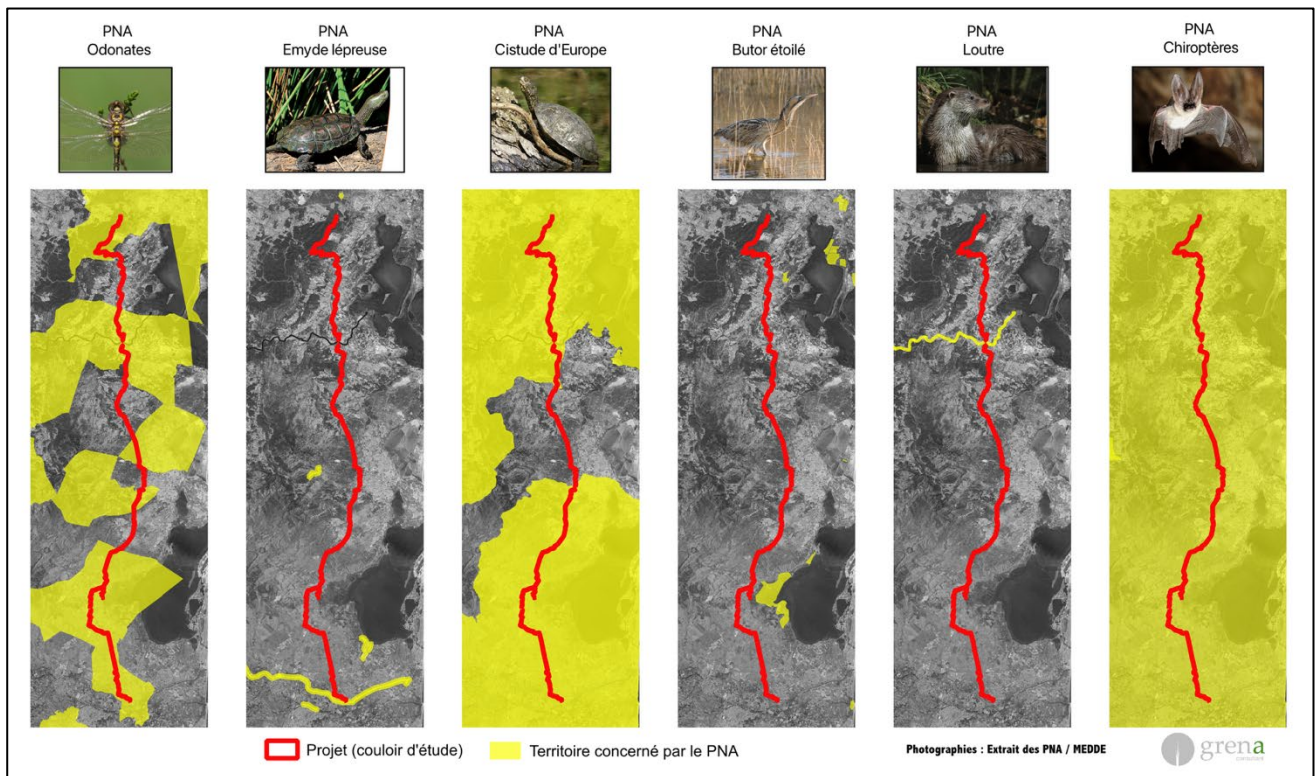 PNA
Odonates
PNA
Emyde lépreuse
PNA
Cistude d'Europe
PNA
Butor étoilé
PNA
Loutre
PNA
Chiroptères
Projet (couloir d'étude)
Territoire concerné par le PNA
Photographies : Extrait des PNA / MEDDE
grena